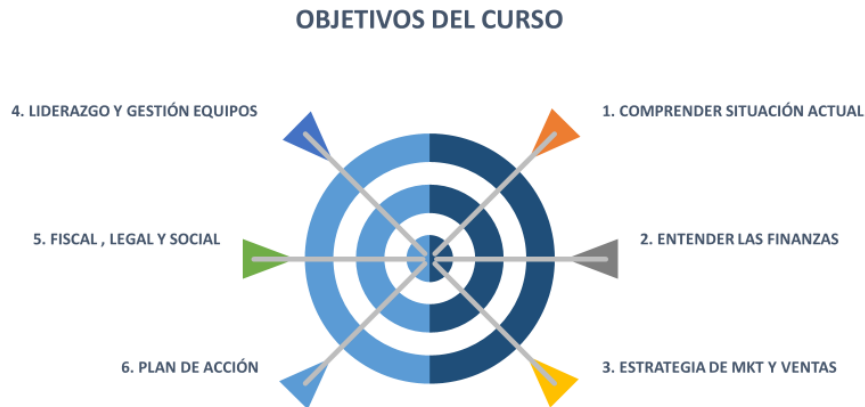 OBJETIVOS DEL CURSO
4. LIDERAZGO Y GESTIÓN EQUIPOS
1. COMPRENDER SITUACIÓN ACTUAL
5. FISCAL , LEGAL Y SOCIAL
2. ENTENDER LAS FINANZAS
6. PLAN DE ACCIÓN
3. ESTRATEGIA DE MKT Y VENTAS